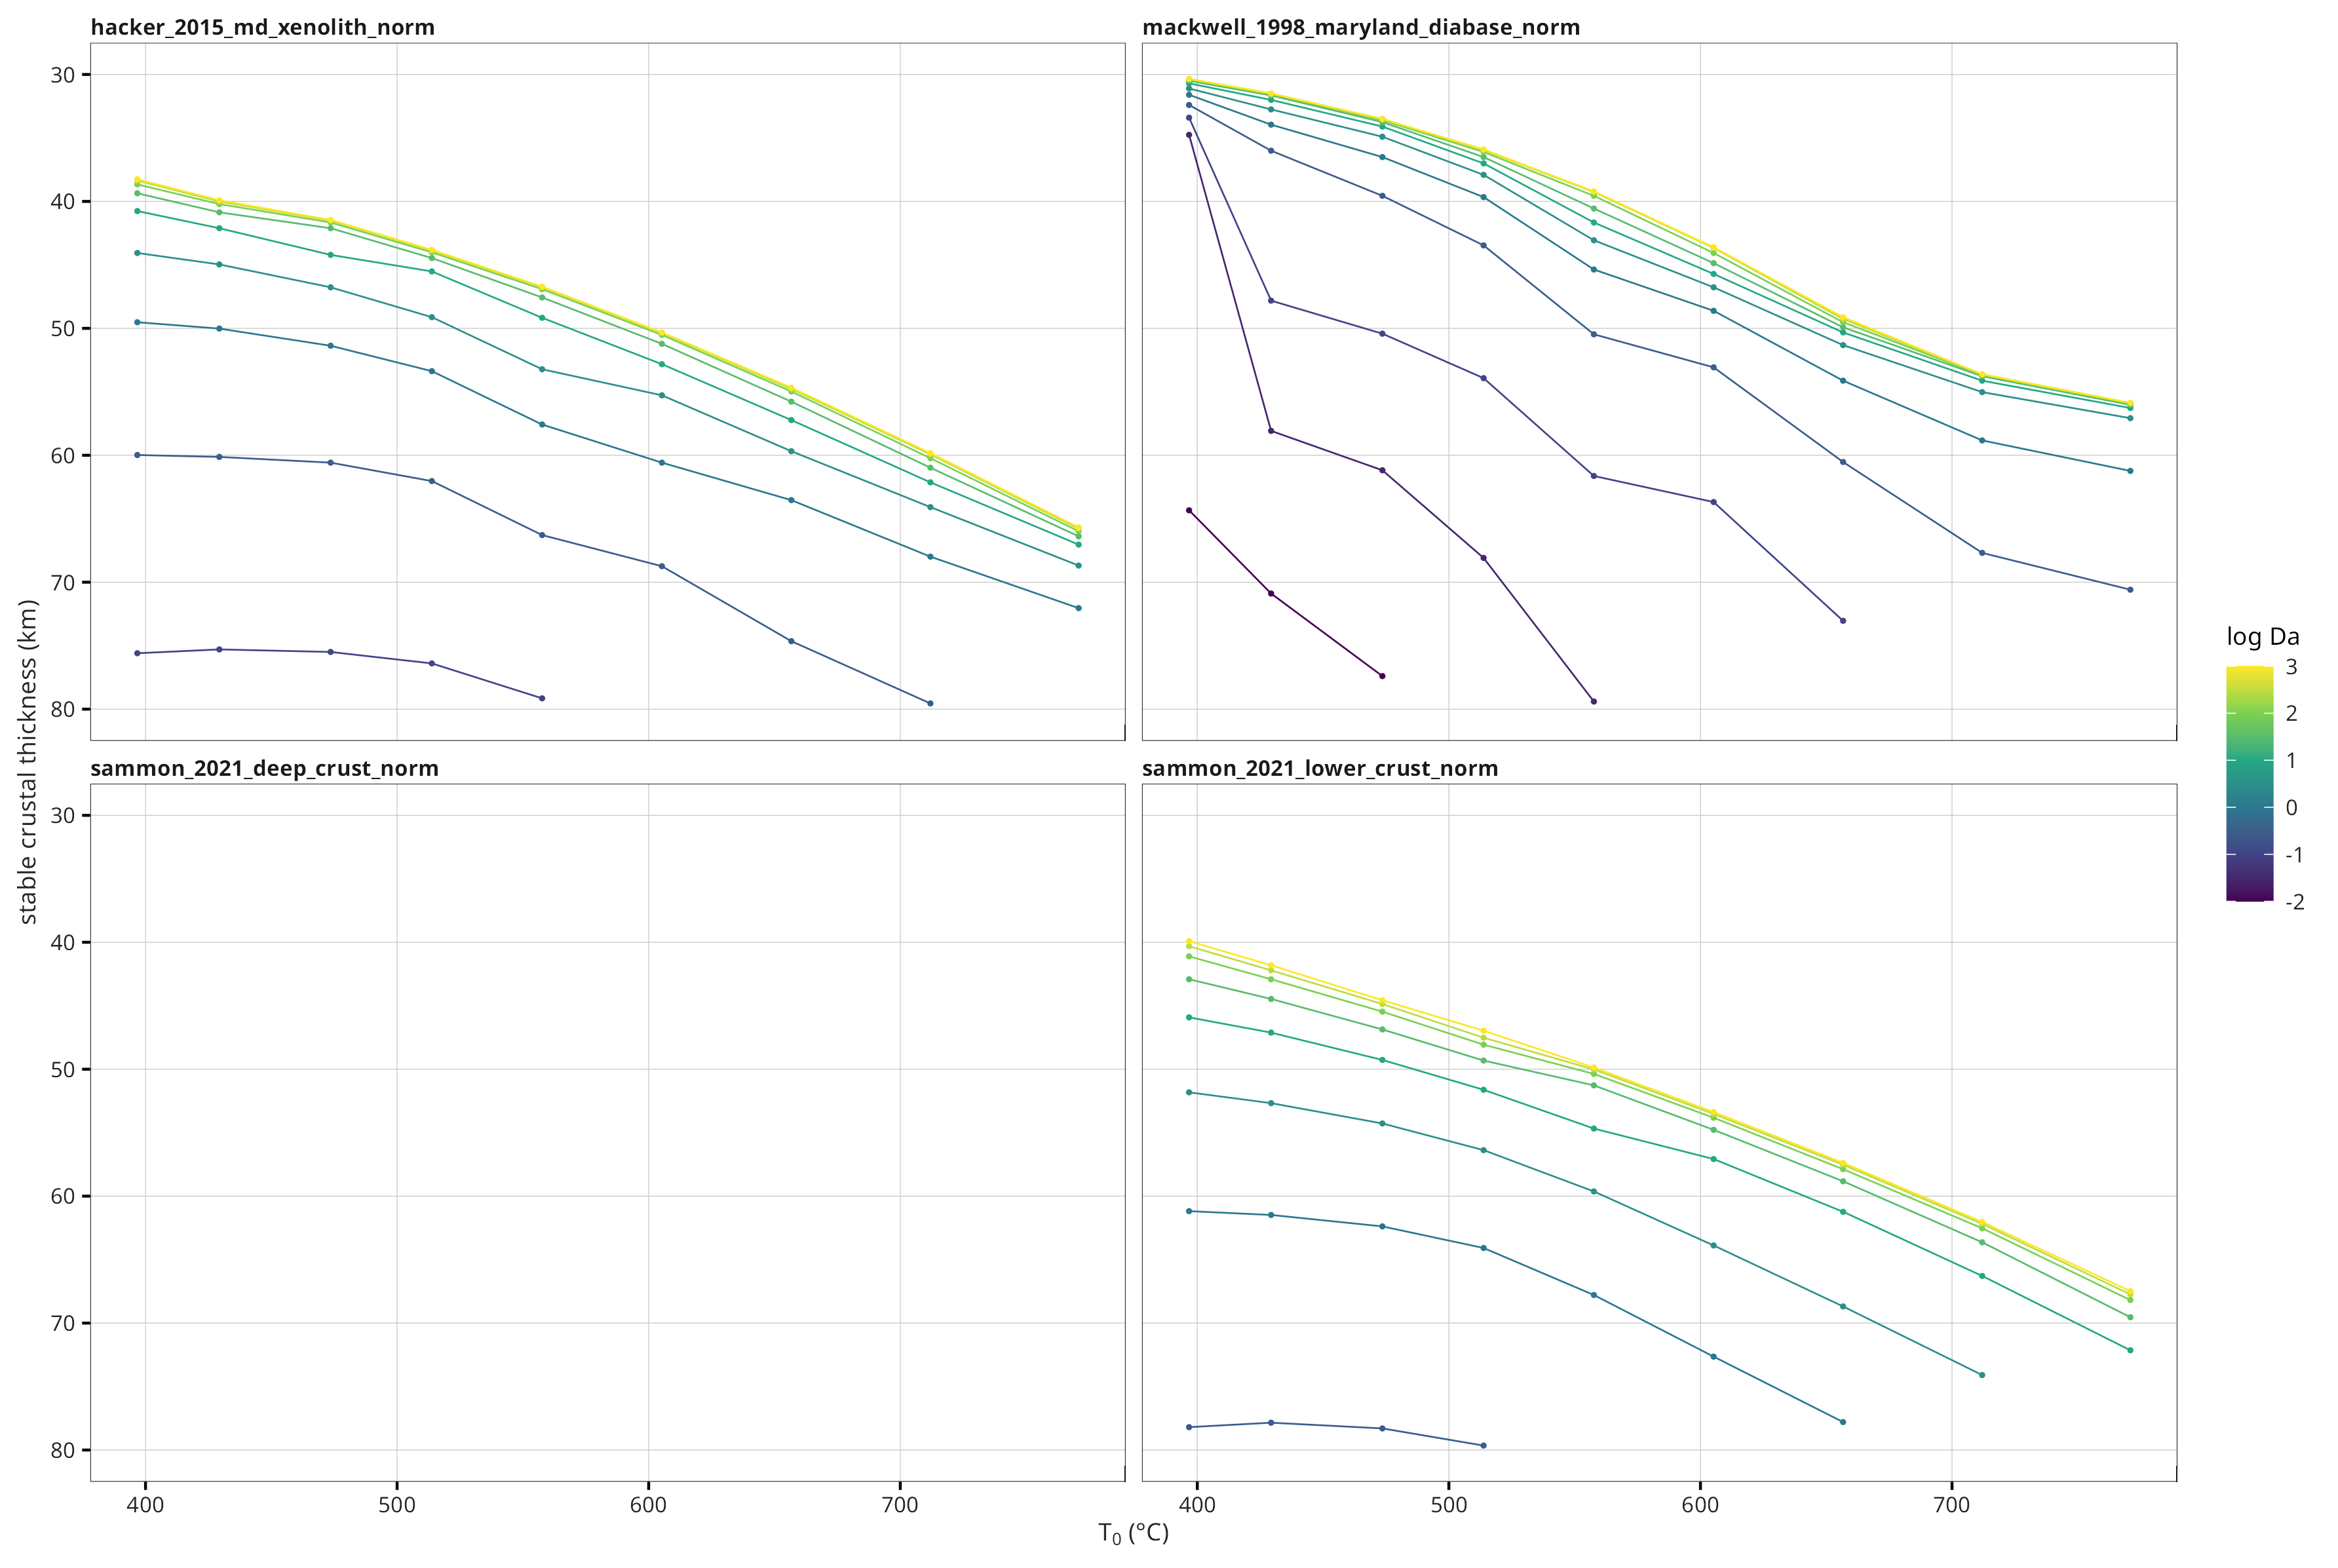 hacker_2015_md_xenolith_norm
mackwell_1998_maryland_diabase_norm
30
40
50
60
70
80
sammon_2021_deep_crust_norm
sammon_2021_lower_crust_norm
30
40
50
60
70
80
stable crustal thickness (km)
400 500 600 700
400 500 600 700
T₀ (°C)
log Da
3
2
1
0
-1
-2